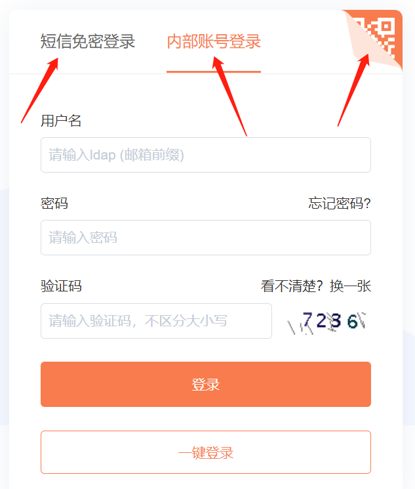 短信免密登录 内部账号登录
用户名
请输入ldap (邮箱前缀)
密码 忘记密码?
请输入密码
验证码 看不清楚? 换一张
请输入验证码，不区分大小写 7236
登录
一键登录